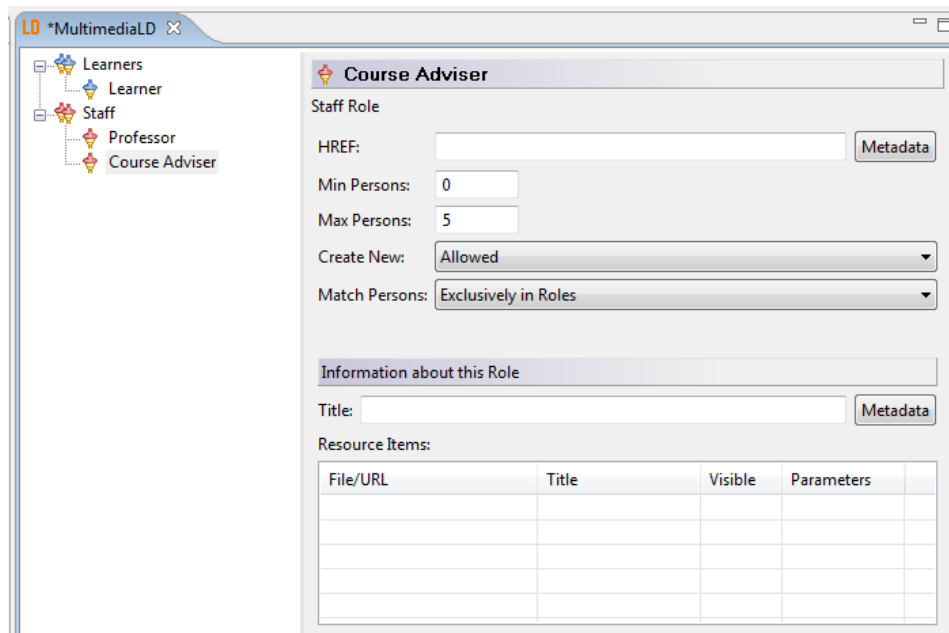 LD *MultimediaLD
Learners
Learner
Staff
Professor
Course Adviser
Course Adviser
Staff Role
HREF: Metadata
Min Persons: 0
Max Persons: 5
Create New: Allowed
Match Persons: Exclusively in Roles
Information about this Role
Title: Metadata
Resource Items:
File/URL Title Visible Parameters